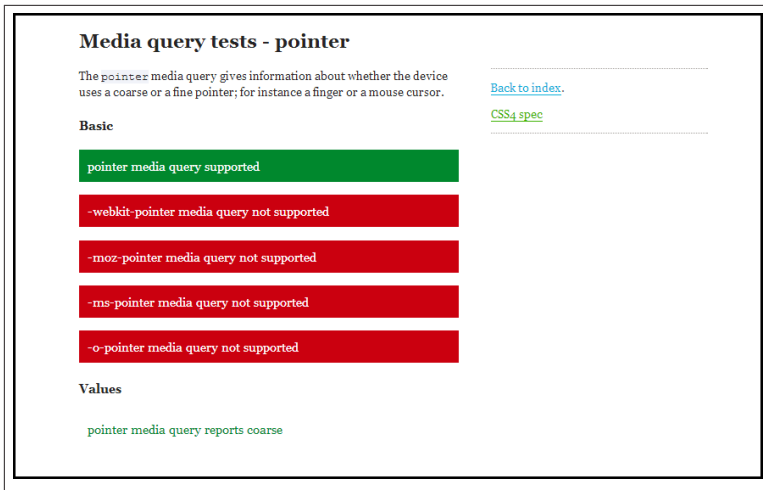 Media query tests - pointer
The pointer media query gives information about whether the device
uses a coarse or a fine pointer; for instance a finger or a mouse cursor.
Basic
pointer media query supported
-webkit-pointer media query not supported
-moz-pointer media query not supported
-ms-pointer media query not supported
-o-pointer media query not supported
Values
pointer media query reports coarse
Back to index.
CSS4 spec